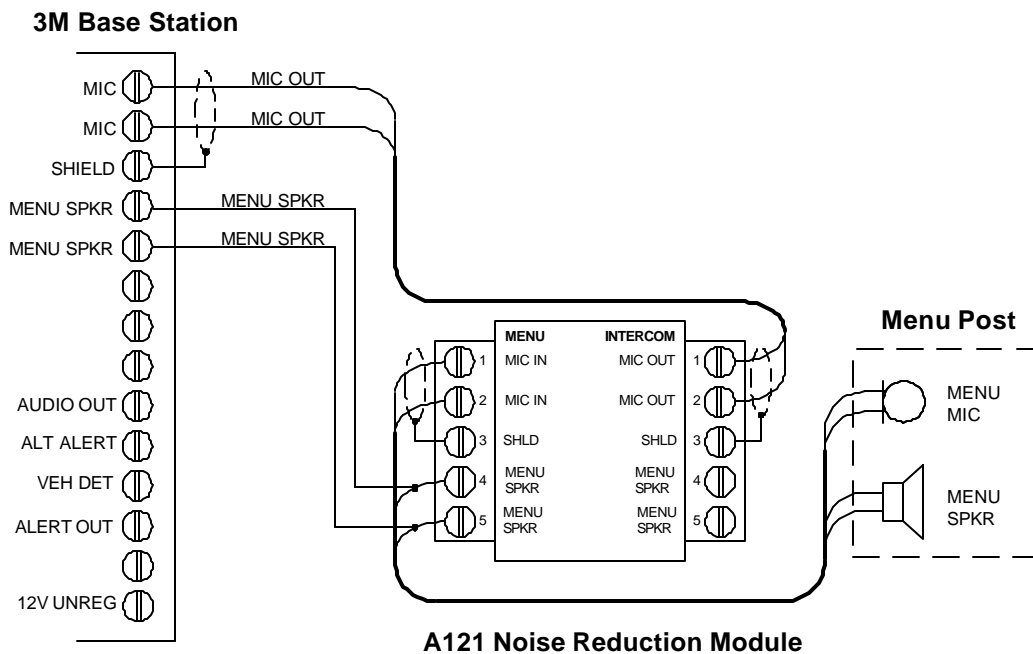 3M Base Station
MIC
MIC OUT
MIC
MIC OUT
SHIELD
MENU SPKR
MENU SPKR
MENU SPKR
MENU SPKR
AUDIO OUT
ALT ALERT
VEH DET
ALERT OUT
12V UNREG
MENU
INTERCOM
1
MIC IN
MIC OUT
1
2
MIC IN
MIC OUT
2
3
SHLD
SHLD
3
4
MENU
SPKR
MENU
SPKR
4
5
MENU
SPKR
MENU
SPKR
5
Menu Post
MENU
MIC
MENU
SPKR
A121 Noise Reduction Module